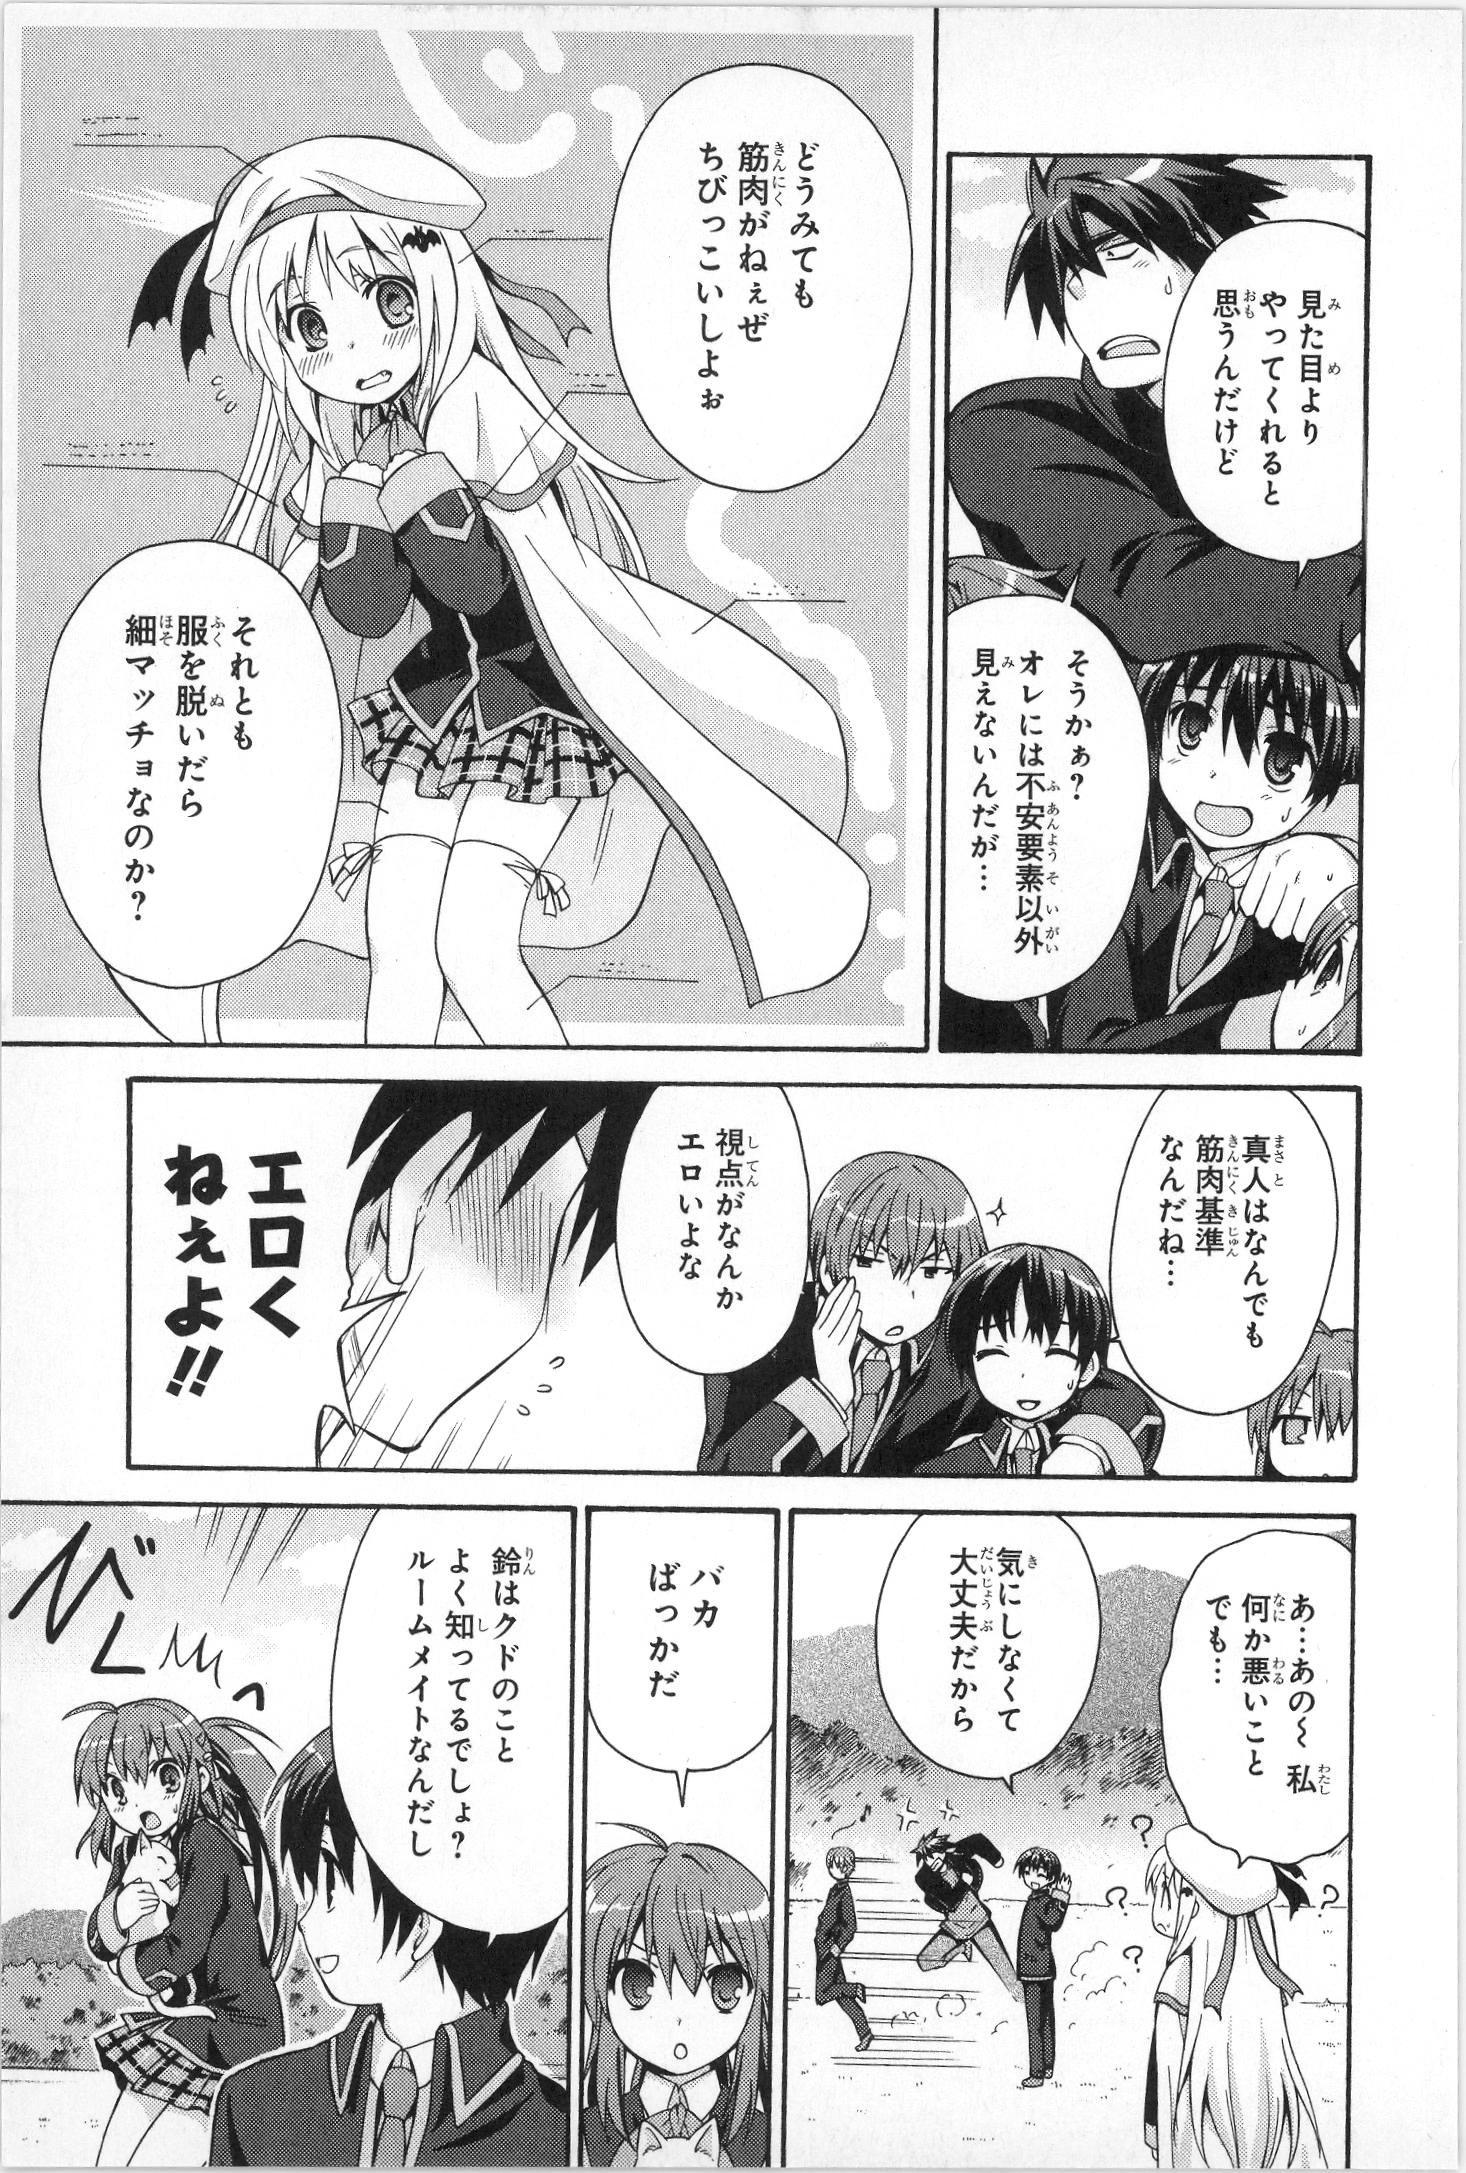 見た目より
やってくれると
思うんだけど
そうかぁ？
オレには不安要素以外
見えないんだが…
じー
どうみても
筋肉がねぇぜ
ちびっこいしよぉ
それとも
服を脱いだら
細マッチョなのか？
真人はなんでも
筋肉基準
なんだね…
視点がなんか
エロいよな
エロく
ねぇよ!!
あ…あの〜 私
何か悪いこと
でも…
気にしなくて
大丈夫だから
バカ
ばっかだ
鈴はクドのこと
よく知ってるでしょ？
ルームメイトなんだし
びくっ